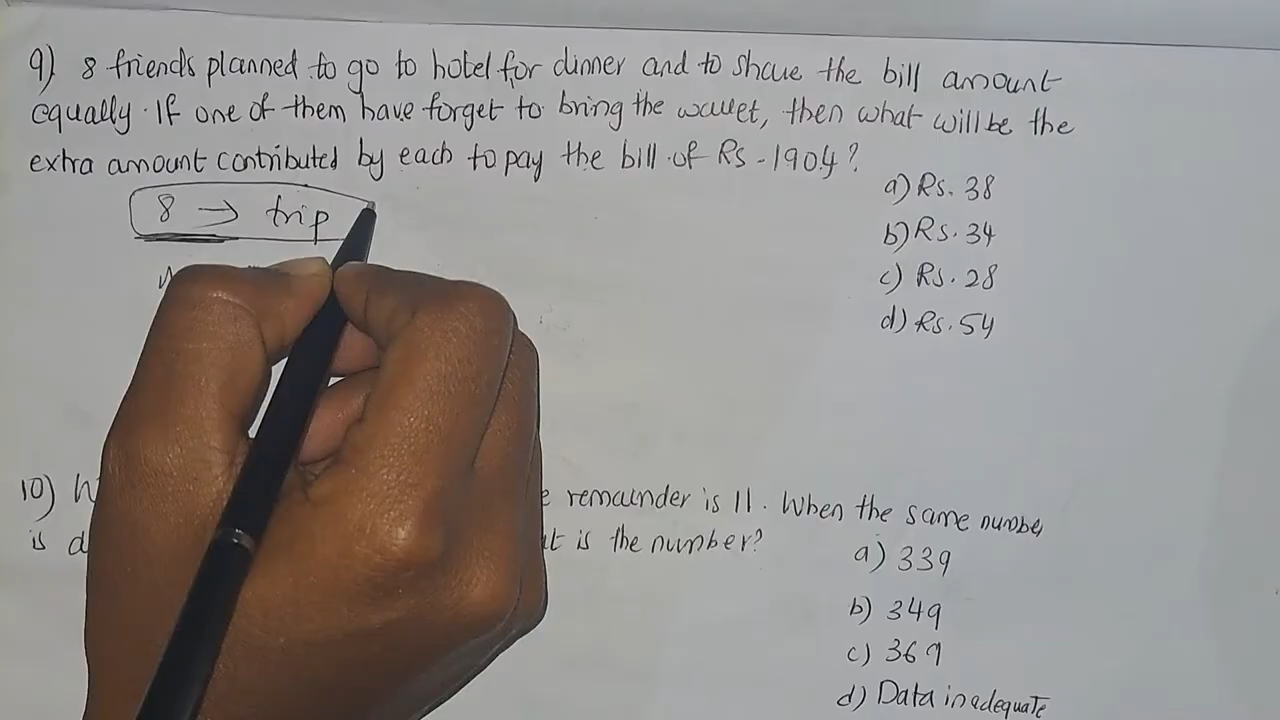 9) 8 friends planned to go to hotel for dinner and to share the bill amount
equally. If one of them have forget to bring the wallet, then what will be the
extra amount contributed by each to pay the bill of Rs - 1904?
a) Rs. 38
8 → trip
b) Rs. 34
c) Rs. 28
d) Rs. 54
10) remainder is 11. When the same number
is is the number?
a) 339
b) 349
c) 369
d) Data inadequate